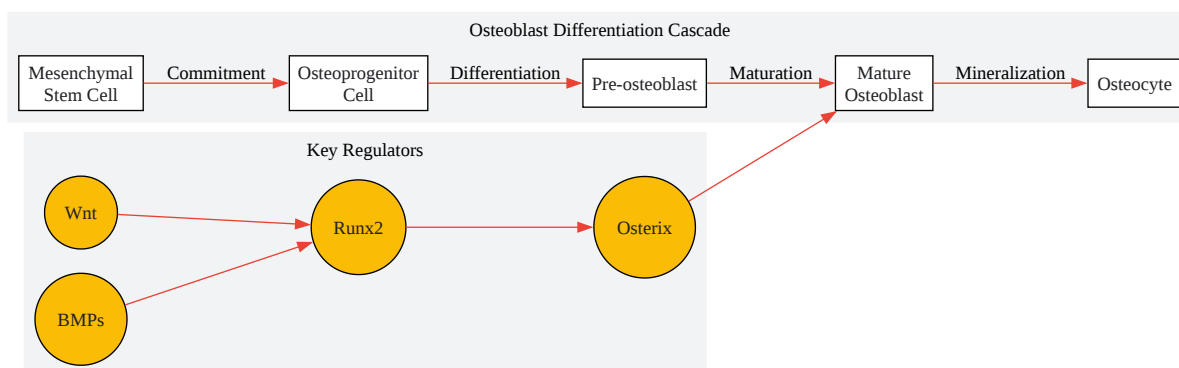 Osteoblast Differentiation Cascade
Mesenchymal
Stem Cell
Commitment
Osteoprogenitor
Cell
Differentiation
Pre-osteoblast
Maturation
Mature
Osteoblast
Mineralization
Osteocyte
Key Regulators
Wnt
BMPs
Runx2
Osterix